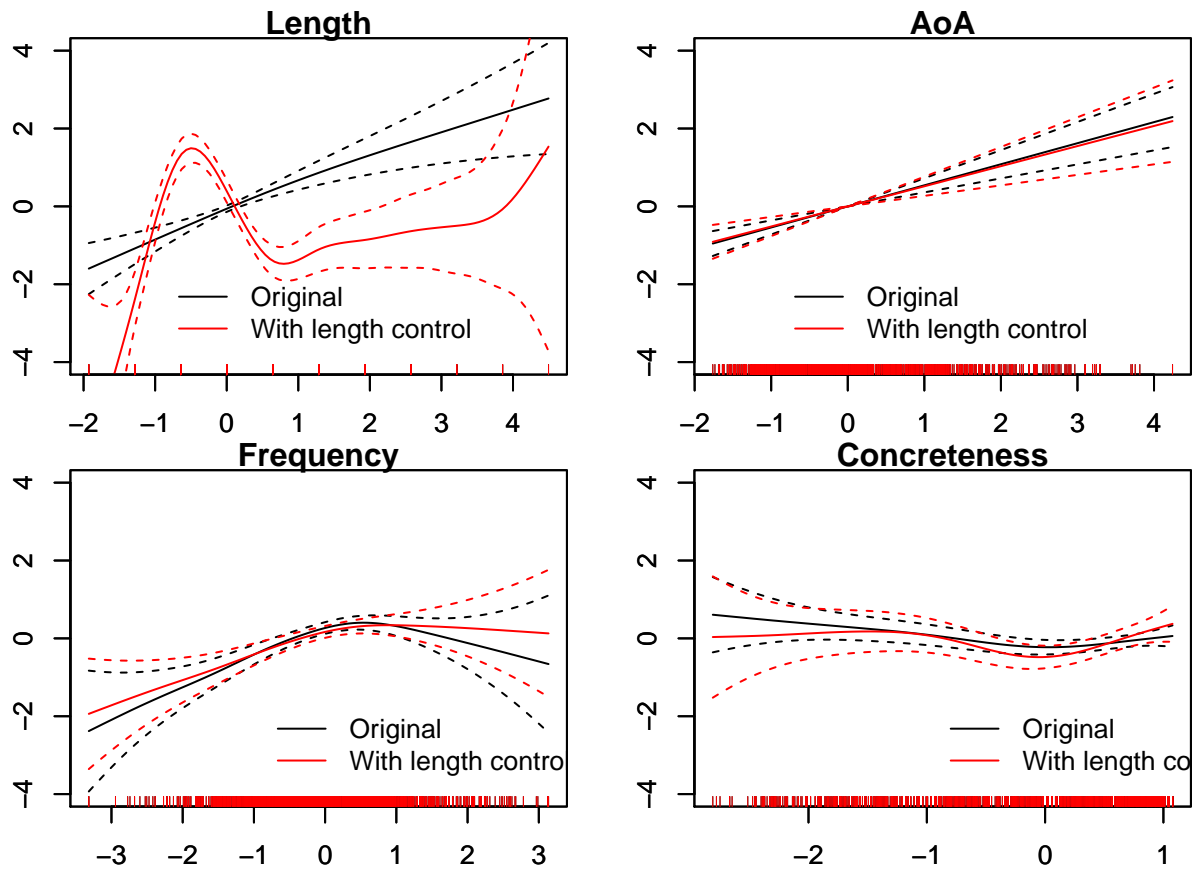 Length
4
2
0
−2
−4
Original
With length control
−2 −1 0 1 2 3 4
AoA
4
2
0
−2
−4
Original
With length control
−2 −1 0 1 2 3 4
Frequency
4
2
0
−2
−4
Original
With length contro
−3 −2 −1 0 1 2 3
Concreteness
4
2
0
−2
−4
Original
With length co
−2 −1 0 1